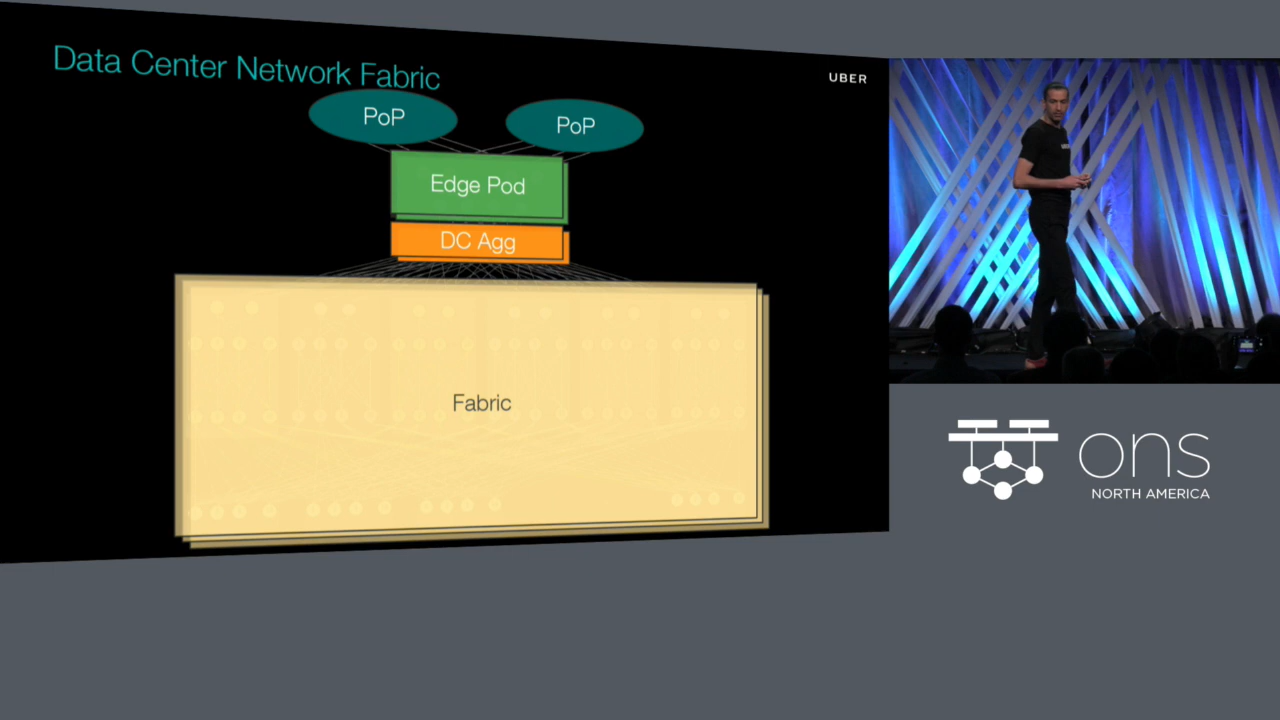 Data Center Network Fabric
UBER
PoP
PoP
Edge Pod
DC Agg
Fabric
ons
NORTH AMERICA